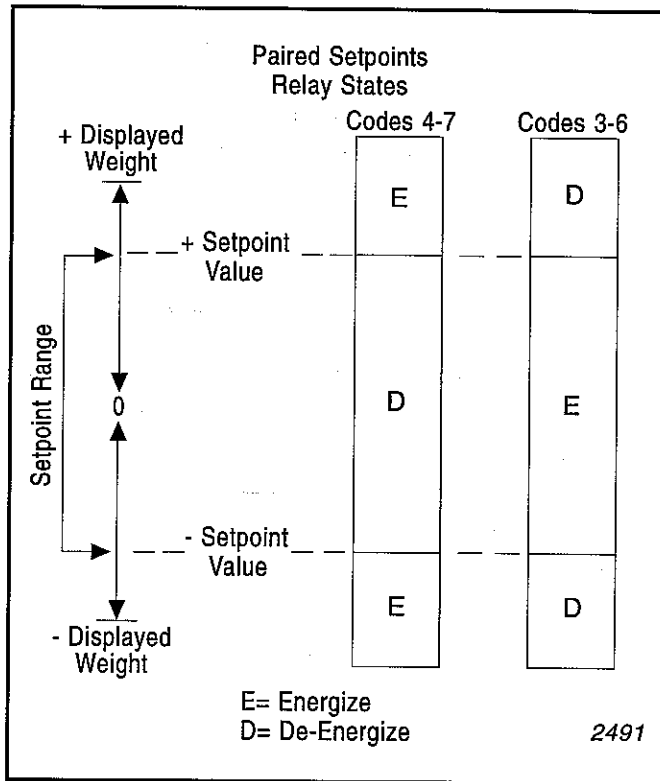 Paired Setpoints
Relay States
Codes 4-7
Codes 3-6
+ Displayed
Weight
E
D
+ Setpoint
Value
Setpoint Range
0
D
E
- Setpoint
Value
E
D
- Displayed
Weight
E= Energize
D= De-Energize
2491